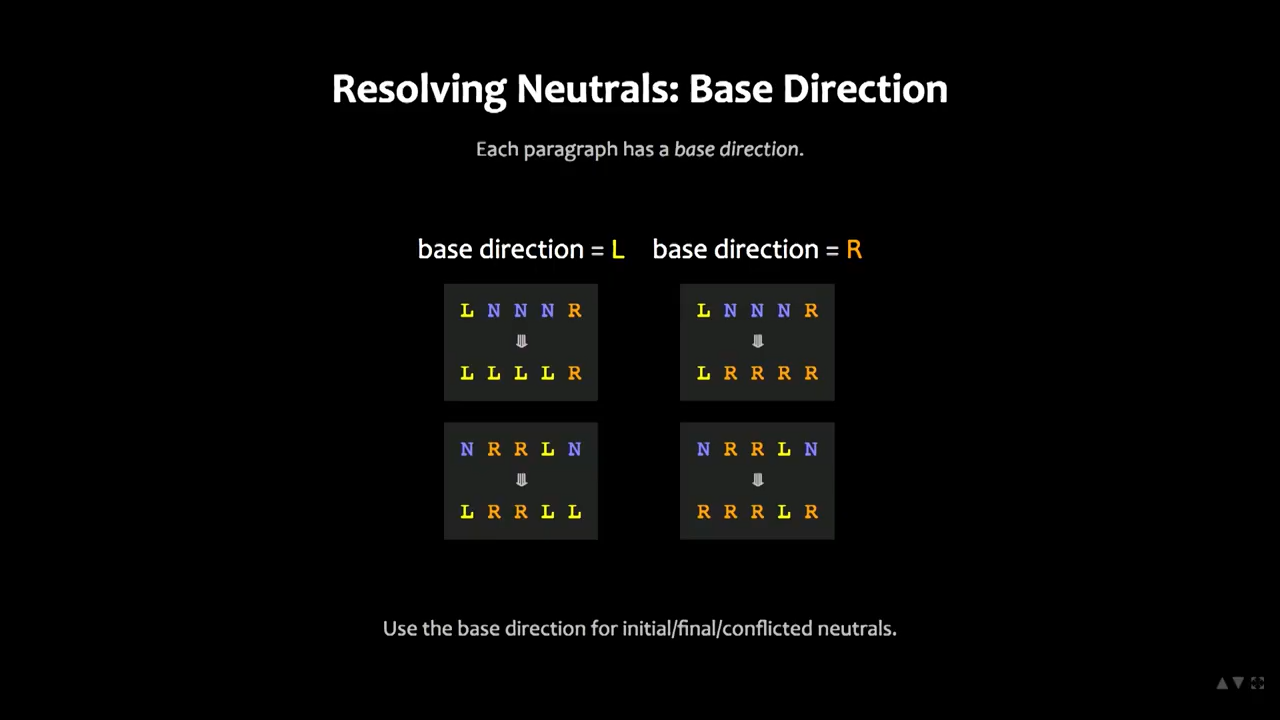 Resolving Neutrals: Base Direction
Each paragraph has a base direction.
base direction = L
L N N N R
⇓
L L L L R
N R R L N
⇓
L R R L L
base direction = R
L N N N R
⇓
L R R R R
N R R L N
⇓
R R R L R
Use the base direction for initial/final/conflicted neutrals.